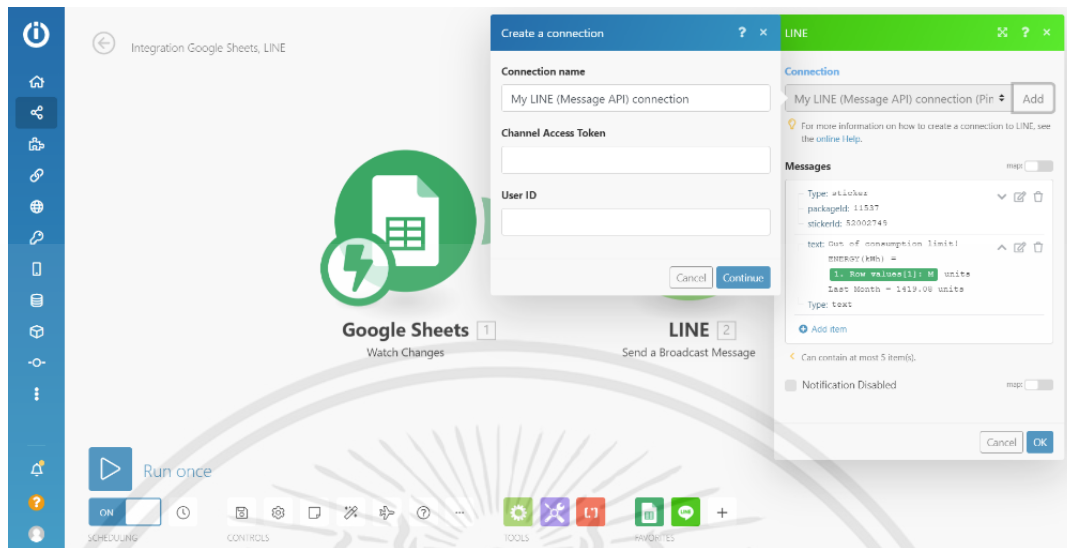 Integration Google Sheets, LINE
Create a connection ? ×
Connection name
My LINE (Message API) connection
Channel Access Token
User ID
Cancel Continue
LINE ? ×
Connection
My LINE (Message API) connection (Pir Add
For more information on how to create a connection to LINE, see
the online Help.
Messages map:
Type: sticker
packageId: 11537
stickerId: 52002749
text: Out of consumption limit!
ENERGY(kWh) =
1. Row values[1]: M units
Last Month = 1419.08 units
Type: text
Add item
Can contain at most 5 item(s).
Notification Disabled map:
Cancel OK
Google Sheets 1
Watch Changes
LINE 2
Send a Broadcast Message
Run once
ON
SCHEDULING CONTROLS TOOLS FAVORITES